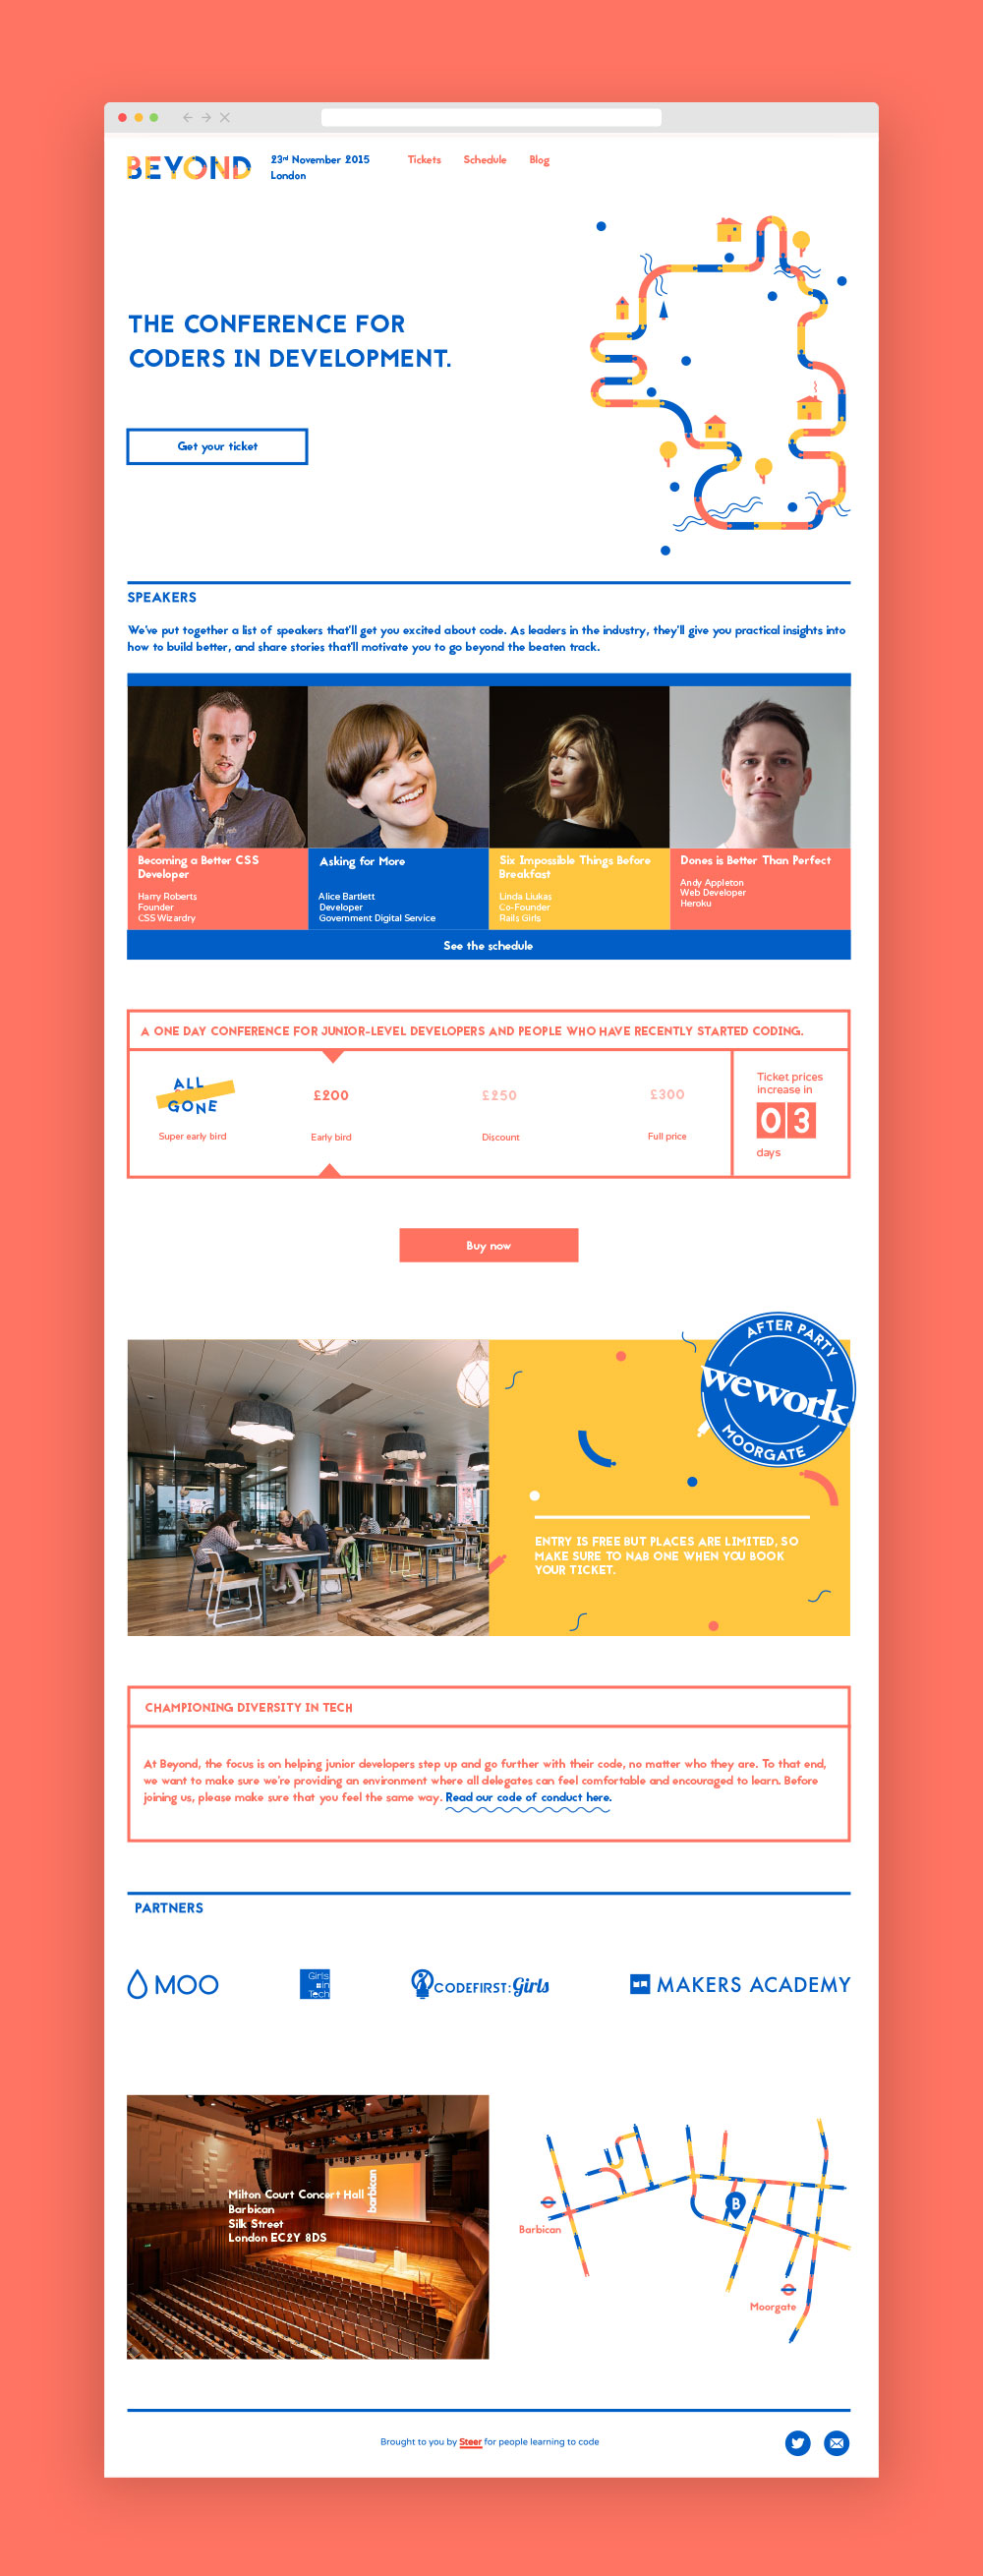 BEYOND
23rd November 2015
London
Tickets
Schedule
Blog
THE CONFERENCE FOR
CODERS IN DEVELOPMENT.
Get your ticket
SPEAKERS
We've put together a list of speakers that'll get you excited about code. As leaders in the industry, they'll give you practical insights into
how to build better, and share stories that'll motivate you to go beyond the beaten track.
Becoming a Better CSS
Developer
Harry Roberts
Founder
CSS Wizardry
Asking for More
Alice Bartlett
Developer
Government Digital Service
Six Impossible Things Before
Breakfast
Linda Liukas
Co-Founder
Rails Girls
Dones is Better Than Perfect
Andy Appleton
Web Developer
Heroku
See the schedule
A ONE DAY CONFERENCE FOR JUNIOR-LEVEL DEVELOPERS AND PEOPLE WHO HAVE RECENTLY STARTED CODING.
ALL
GONE
Super early bird
£200
Early bird
£250
Discount
£300
Full price
Ticket prices
increase in
03
days
Buy now
AFTER PARTY
wework
MOORGATE
ENTRY IS FREE BUT PLACES ARE LIMITED, SO
MAKE SURE TO NAB ONE WHEN YOU BOOK
YOUR TICKET.
CHAMPIONING DIVERSITY IN TECH
At Beyond, the focus is on helping junior developers step up and go further with their code, no matter who they are. To that end,
we want to make sure we're providing an environment where all delegates can feel comfortable and encouraged to learn. Before
joining us, please make sure that you feel the same way. Read our code of conduct here.
PARTNERS
MOO
Girls
in
Tech
CODEFIRST:Girls
MAKERS ACADEMY
Milton Court Concert Hall
Barbican
Silk Street
London EC2Y 8DS
barbican
Barbican
B
Moorgate
Brought to you by Steer for people learning to code